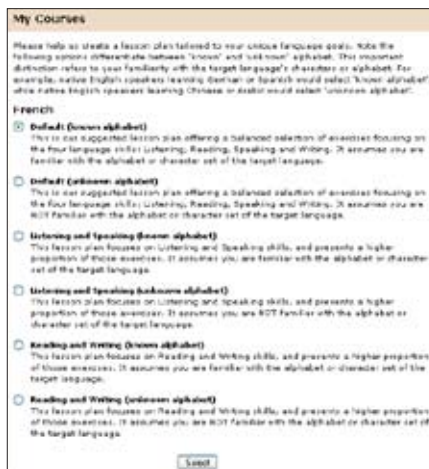 My Courses
Please help us create a lesson plan tailored to your unique language goals. Note the
following options differentiate between "known" and "unknown" alphabet. This important
distinction refers to your familiarity with the target language's characters or alphabet. For
example, native English speakers learning German or Spanish would select "known alphabet"
while native English speakers learning Chinese or Arabic would select "unknown alphabet".
French
Default (known alphabet)
This is our suggested lesson plan offering a balanced selection of exercises focusing on
the four language skills: Listening, Reading, Speaking and Writing. It assumes you are
familiar with the alphabet or character set of the target language.
Default (unknown alphabet)
This is our suggested lesson plan offering a balanced selection of exercises focusing on
the four language skills: Listening, Reading, Speaking and Writing. It assumes you are
NOT familiar with the alphabet or character set of the target language.
Listening and Speaking (known alphabet)
This lesson plan focuses on Listening and Speaking skills, and presents a higher
proportion of those exercises. It assumes you are familiar with the alphabet or character
set of the target language.
Listening and Speaking (unknown alphabet)
This lesson plan focuses on Listening and Speaking skills, and presents a higher
proportion of those exercises. It assumes you are NOT familiar with the alphabet or
character set of the target language.
Reading and Writing (known alphabet)
This lesson plan focuses on Reading and Writing skills, and presents a higher proportion
of those exercises. It assumes you are familiar with the alphabet or character set of the
target language.
Reading and Writing (unknown alphabet)
This lesson plan focuses on Reading and Writing skills, and presents a higher proportion
of those exercises. It assumes you are NOT familiar with the alphabet or character set of
the target language.
Select